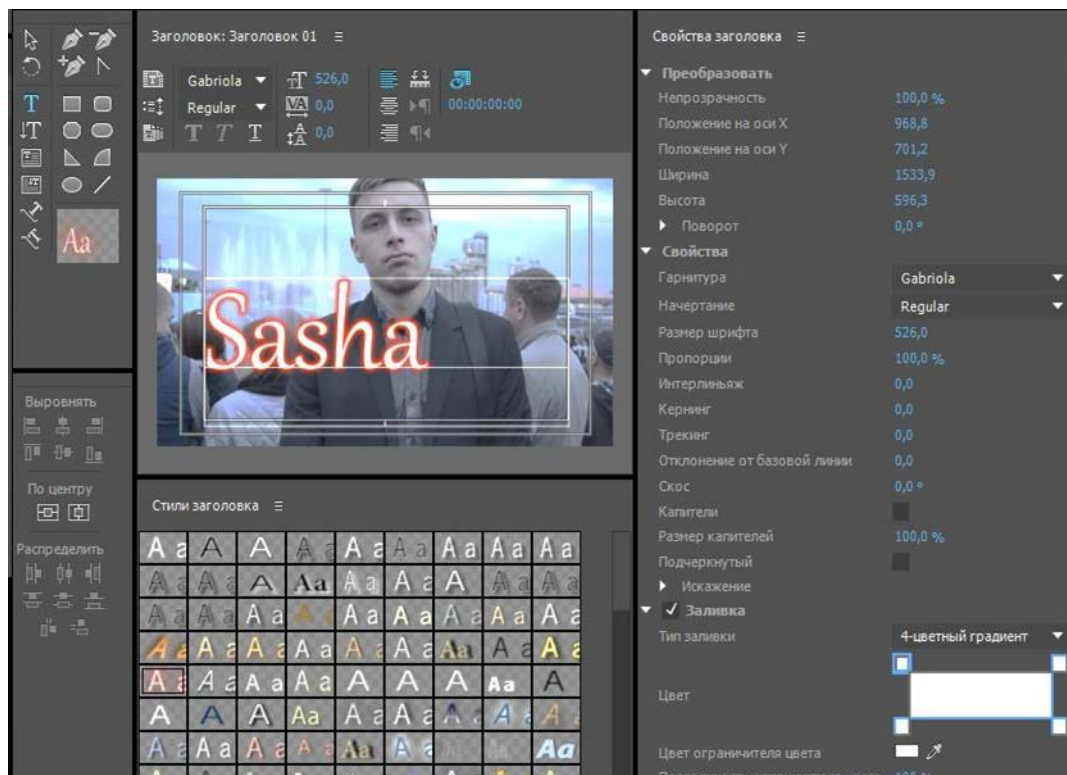 Заголовок: Заголовок 01
Gabriola
526,0
Regular
0,0
00:00:00:00
T T T
0,0
Aa
Sasha
Выровнять
По центру
Распределить
Стили заголовка
Свойства заголовка
Преобразовать
Непрозрачность 100,0 %
Положение на оси X 968,8
Положение на оси Y 701,2
Ширина 1533,9
Высота 596,3
Поворот 0,0 °
Свойства
Гарнитура Gabriola
Начертание Regular
Размер шрифта 526,0
Пропорции 100,0 %
Интерлиньяж 0,0
Кернинг 0,0
Трекинг 0,0
Отклонение от базовой линии 0,0
Скос 0,0 °
Капители
Размер капителей 100,0 %
Подчеркнутый
Искажение
Заливка
Тип заливки 4-цветный градиент
Цвет
Цвет ограничителя цвета